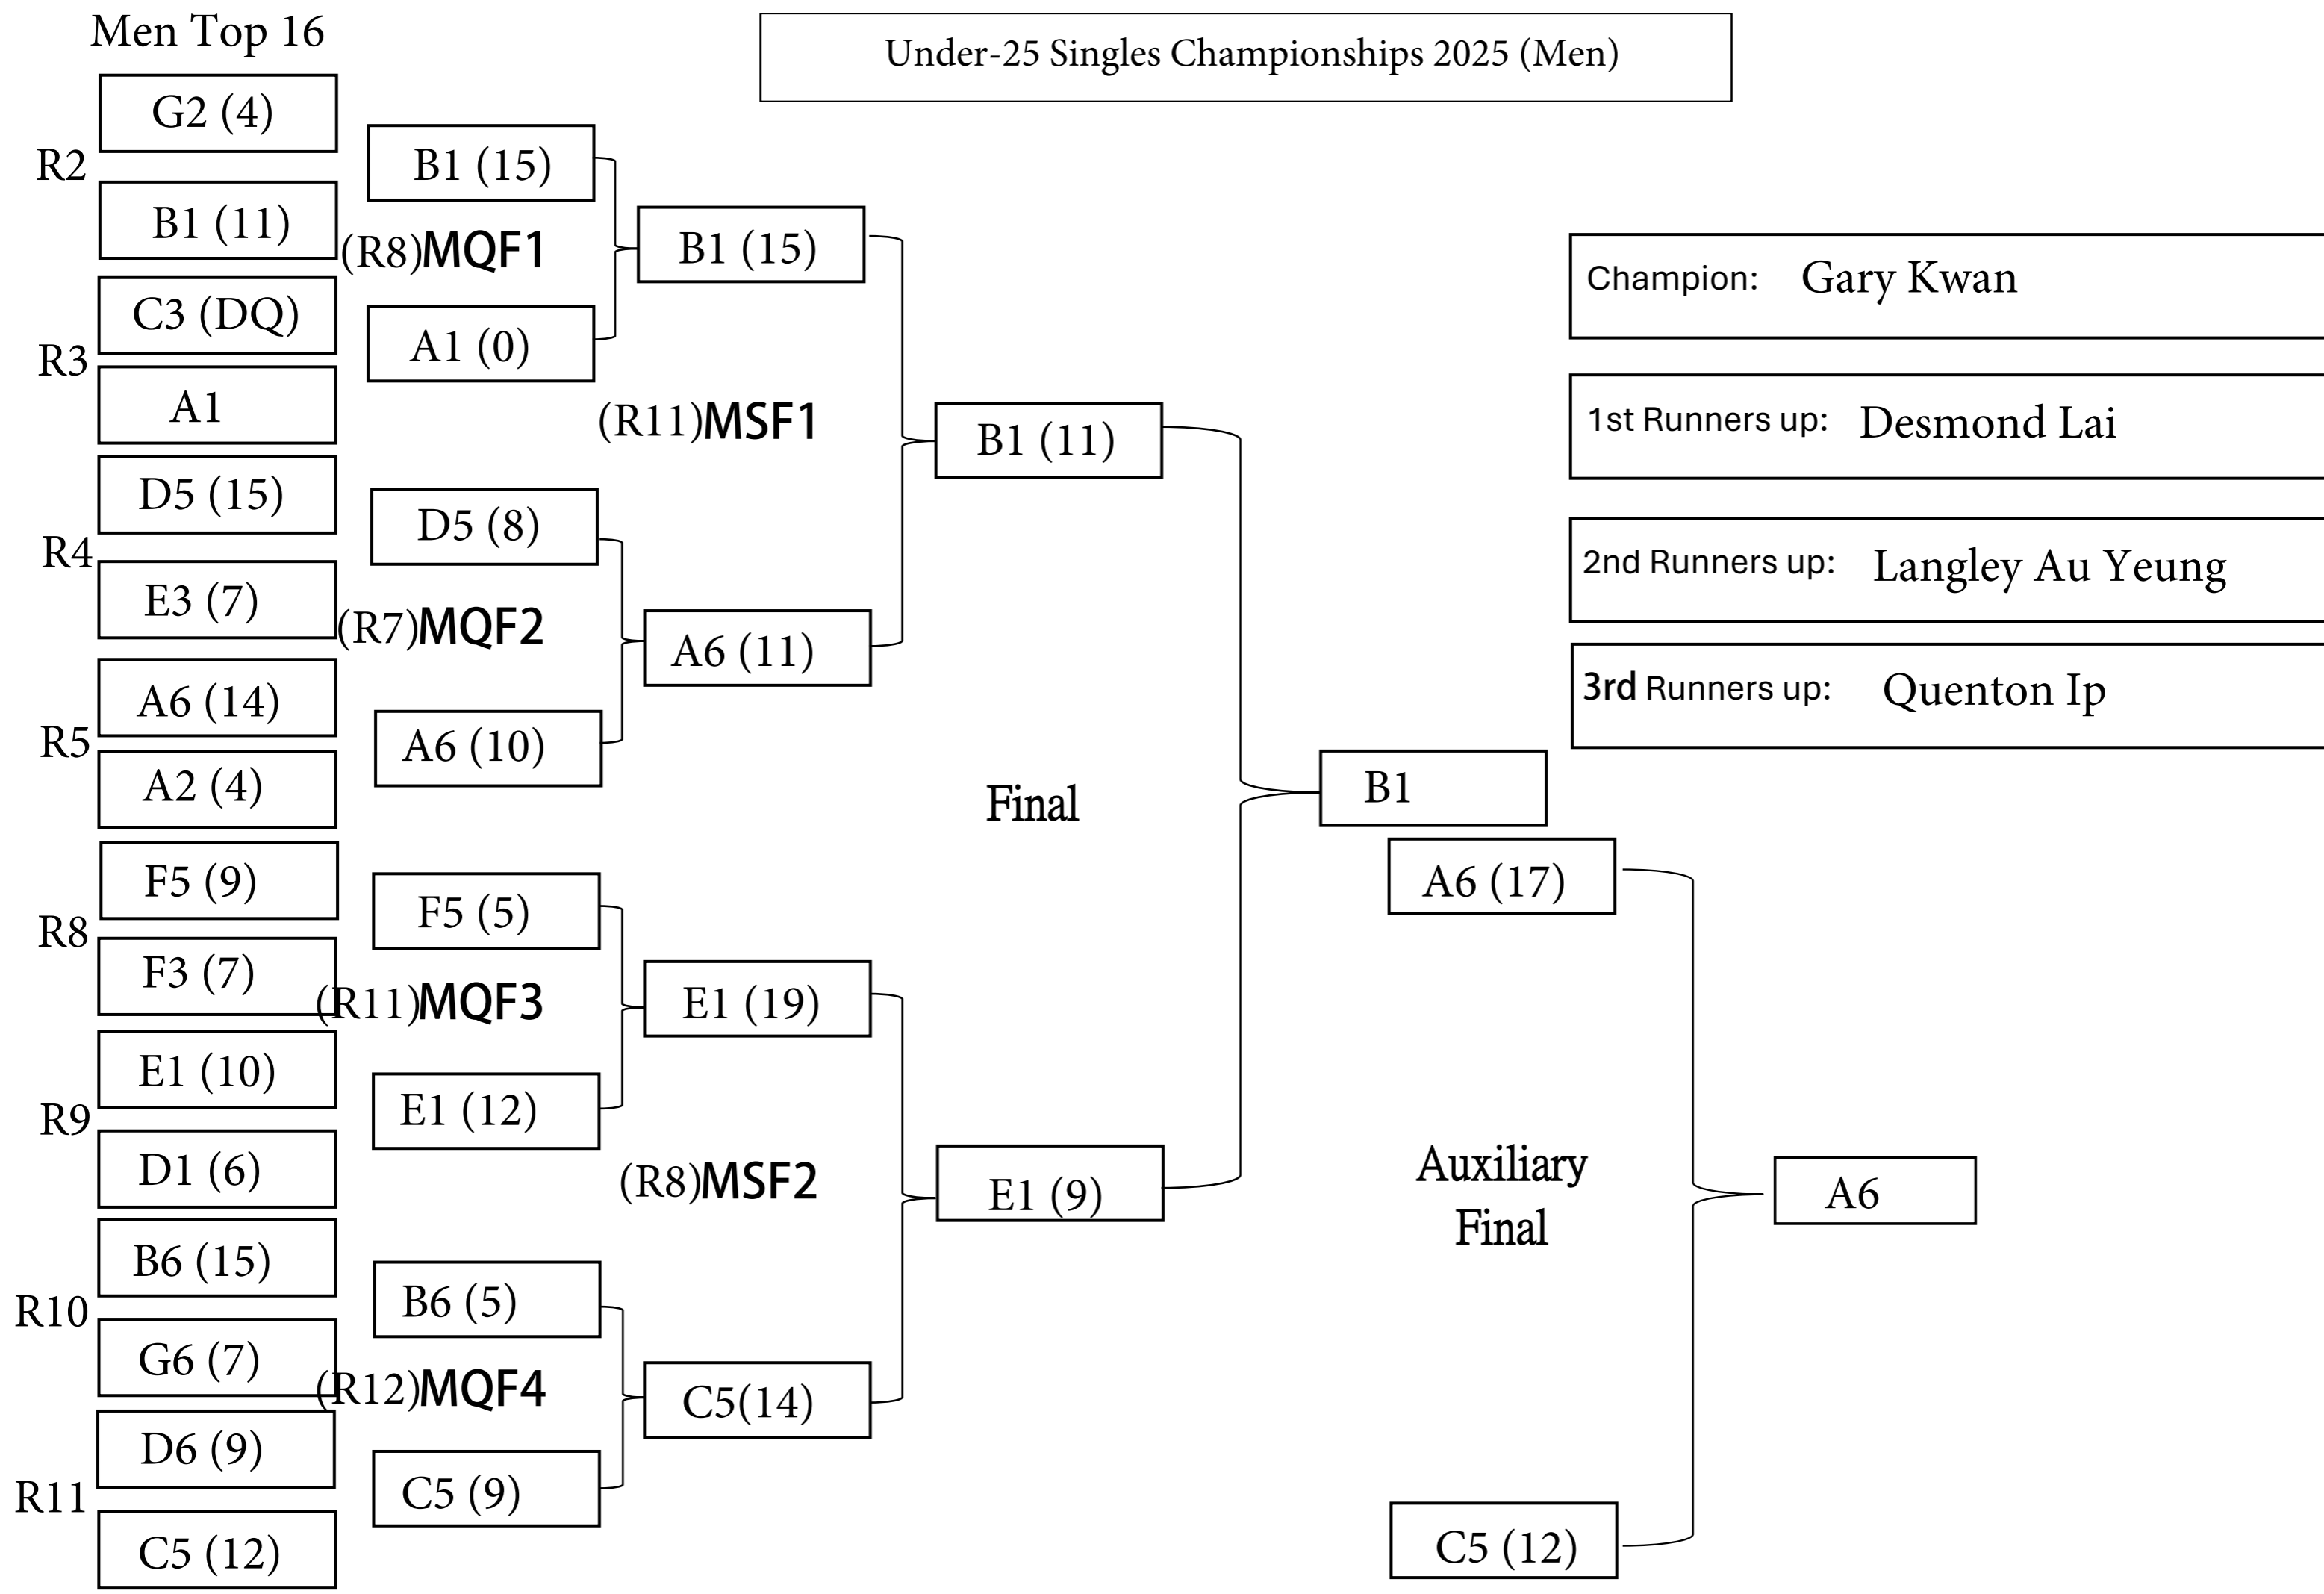 Men Top 16
Under-25 Singles Championships 2025 (Men)
G2 (4)
R2
B1 (11)
C3 (DQ)
R3
A1
D5 (15)
R4
E3 (7)
A6 (14)
R5
A2 (4)
F5 (9)
R8
F3 (7)
E1 (10)
R9
D1 (6)
B6 (15)
R10
G6 (7)
D6 (9)
R11
C5 (12)
B1 (15)
(R8)MQF1
A1 (0)
D5 (8)
(R7)MQF2
A6 (10)
F5 (5)
(R11)MQF3
E1 (12)
B6 (5)
(R12)MQF4
C5 (9)
B1 (15)
(R11)MSF1
A6 (11)
E1 (19)
(R8)MSF2
C5(14)
B1 (11)
Final
E1 (9)
B1
A6 (17)
Auxiliary
Final
C5 (12)
A6
Champion: Gary Kwan
1st Runners up: Desmond Lai
2nd Runners up: Langley Au Yeung
3rd Runners up: Quenton Ip